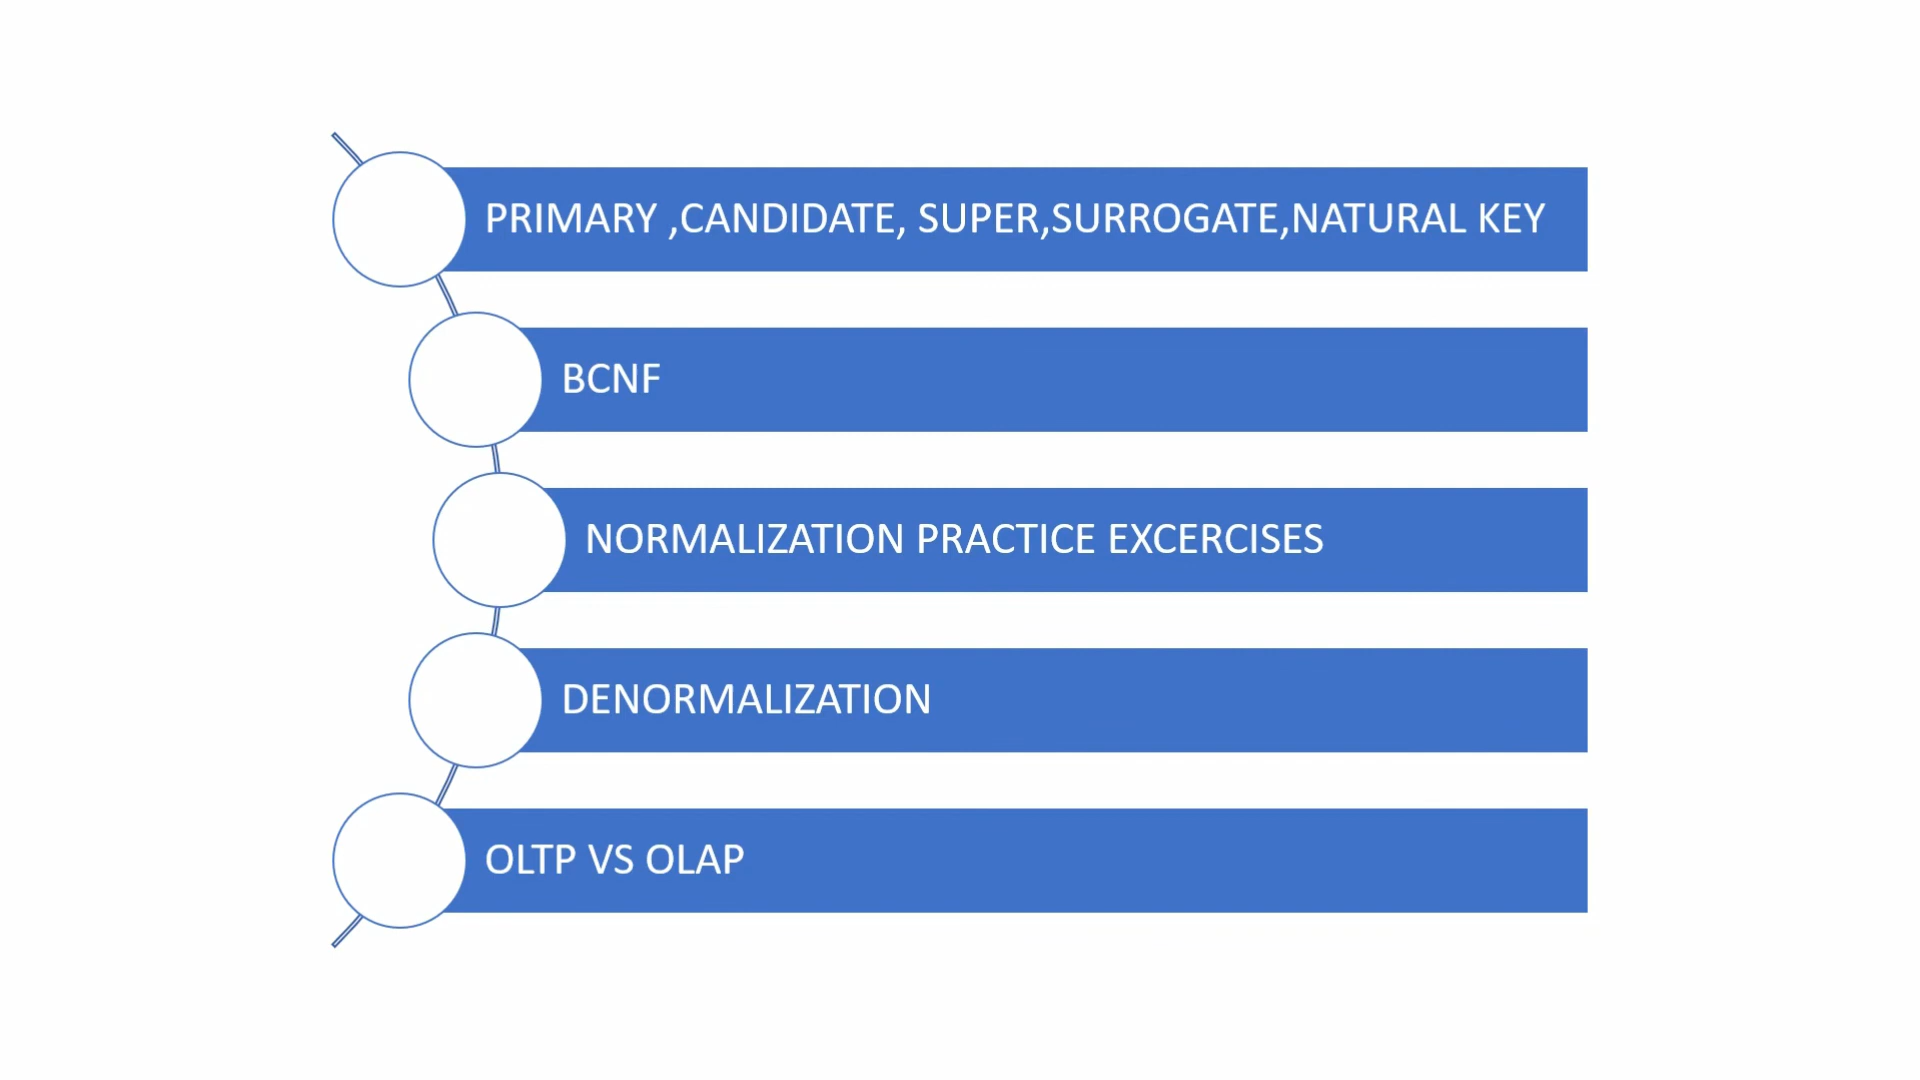 PRIMARY ,CANDIDATE, SUPER,SURROGATE,NATURAL KEY
BCNF
NORMALIZATION PRACTICE EXCERCISES
DENORMALIZATION
OLTP VS OLAP